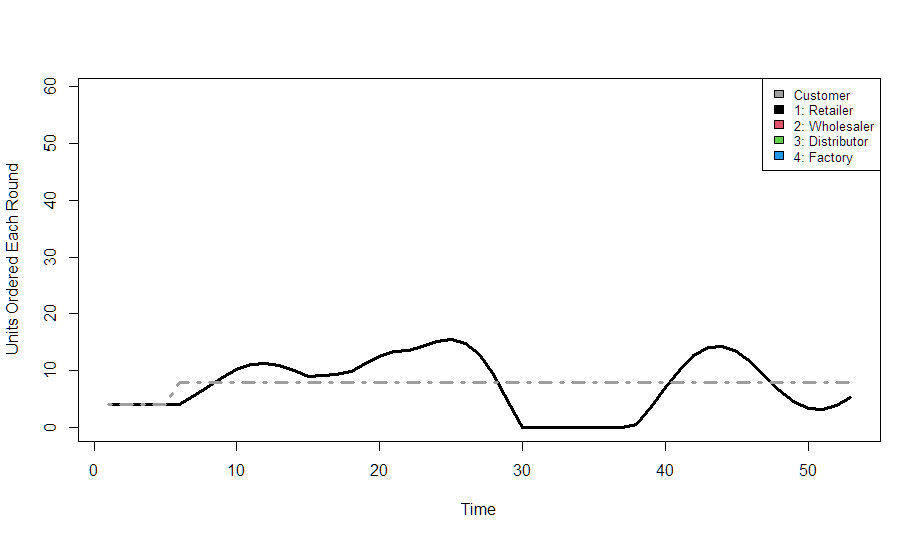 Units Ordered Each Round
60
50
40
30
20
10
0
Customer
1: Retailer
2: Wholesaler
3: Distributor
4: Factory
0 10 20 30 40 50
Time